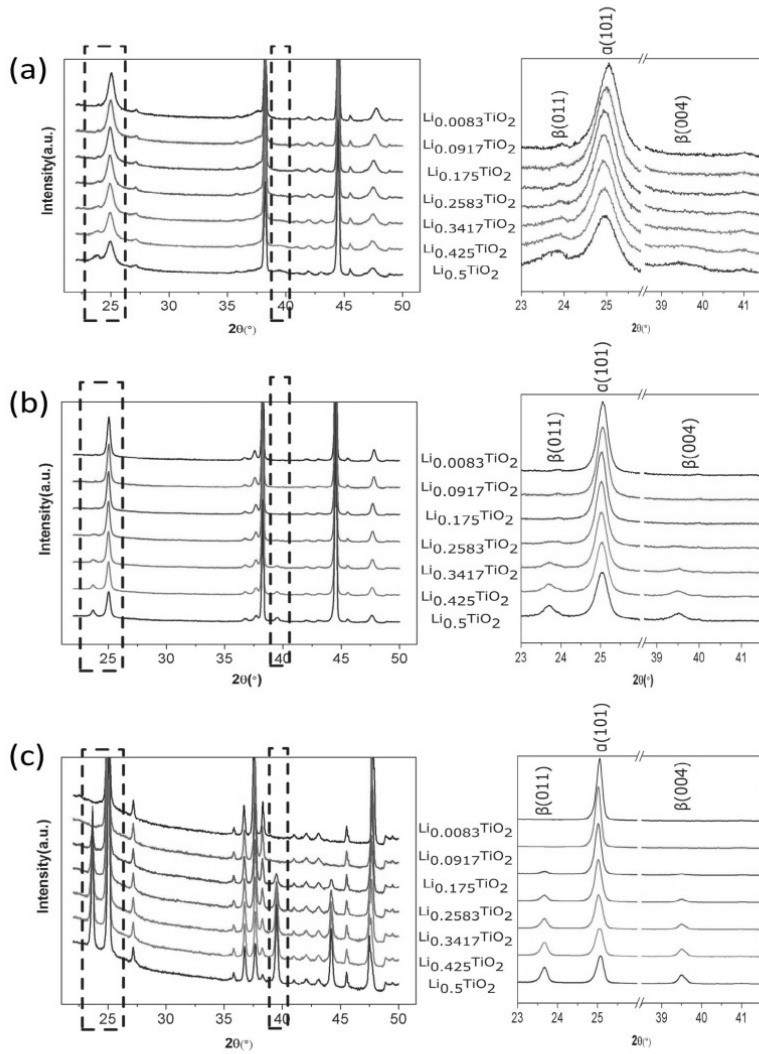 (a)
Intensity(a.u.)
25 30 35 40 45 50
2θ(°)
Li0.0083TiO2
Li0.0917TiO2
Li0.175TiO2
Li0.2583TiO2
Li0.3417TiO2
Li0.425TiO2
Li0.5TiO2
β(011)
α(101)
β(004)
23 24 25 39 40 41
2θ(°)
(b)
Intensity(a.u.)
25 30 35 40 45 50
2θ(°)
Li0.0083TiO2
Li0.0917TiO2
Li0.175TiO2
Li0.2583TiO2
Li0.3417TiO2
Li0.425TiO2
Li0.5TiO2
β(011)
α(101)
β(004)
23 24 25 39 40 41
2θ(°)
(c)
Intensity(a.u.)
25 30 35 40 45 50
2θ(°)
Li0.0083TiO2
Li0.0917TiO2
Li0.175TiO2
Li0.2583TiO2
Li0.3417TiO2
Li0.425TiO2
Li0.5TiO2
β(011)
α(101)
β(004)
23 24 25 39 40 41
2θ(°)